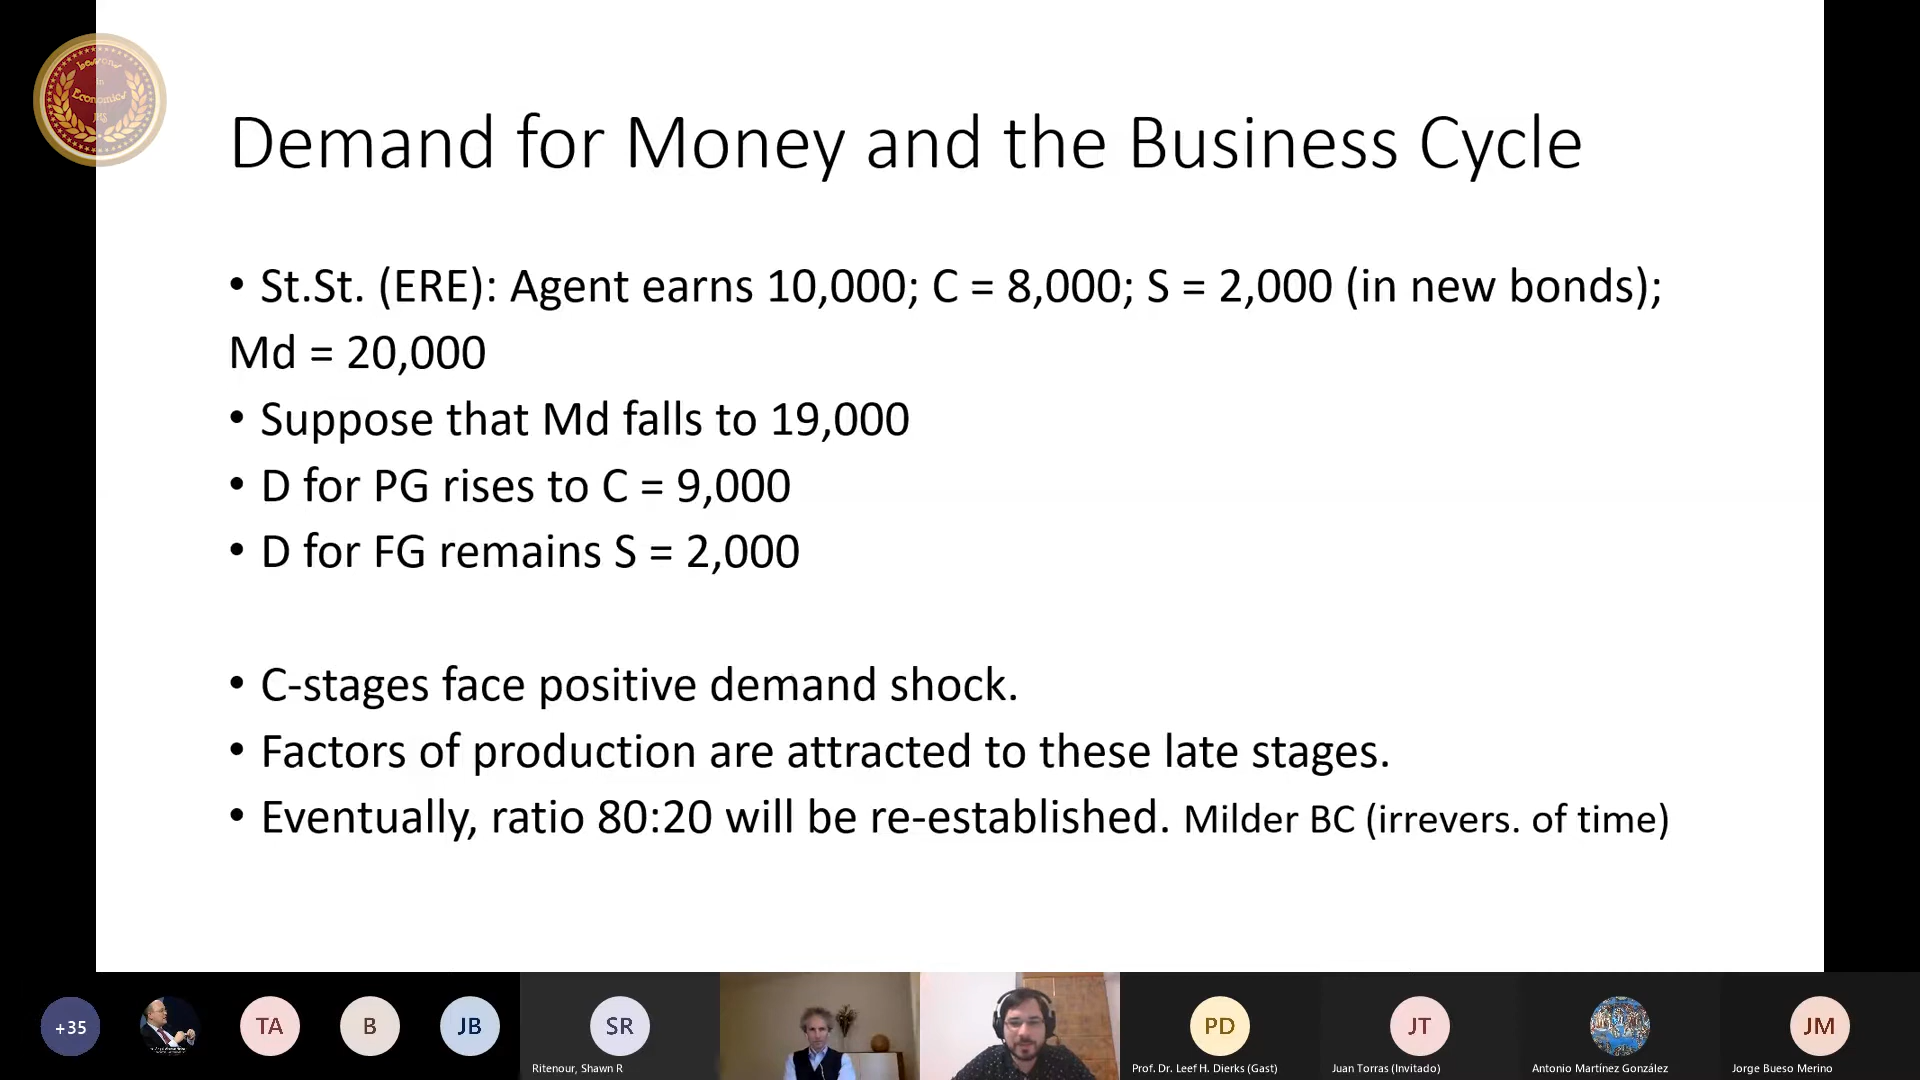 Lessons
in
Economics
JHS
Demand for Money and the Business Cycle
• St.St. (ERE): Agent earns 10,000; C = 8,000; S = 2,000 (in new bonds);
Md = 20,000
• Suppose that Md falls to 19,000
• D for PG rises to C = 9,000
• D for FG remains S = 2,000
• C-stages face positive demand shock.
• Factors of production are attracted to these late stages.
• Eventually, ratio 80:20 will be re-established. Milder BC (irrevers. of time)
+35
TA
B
JB
SR
PD
JT
JM
Ritenour, Shawn R
Prof. Dr. Leef H. Dierks (Gast)
Juan Torras (Invitado)
Antonio Martínez González
Jorge Bueso Merino